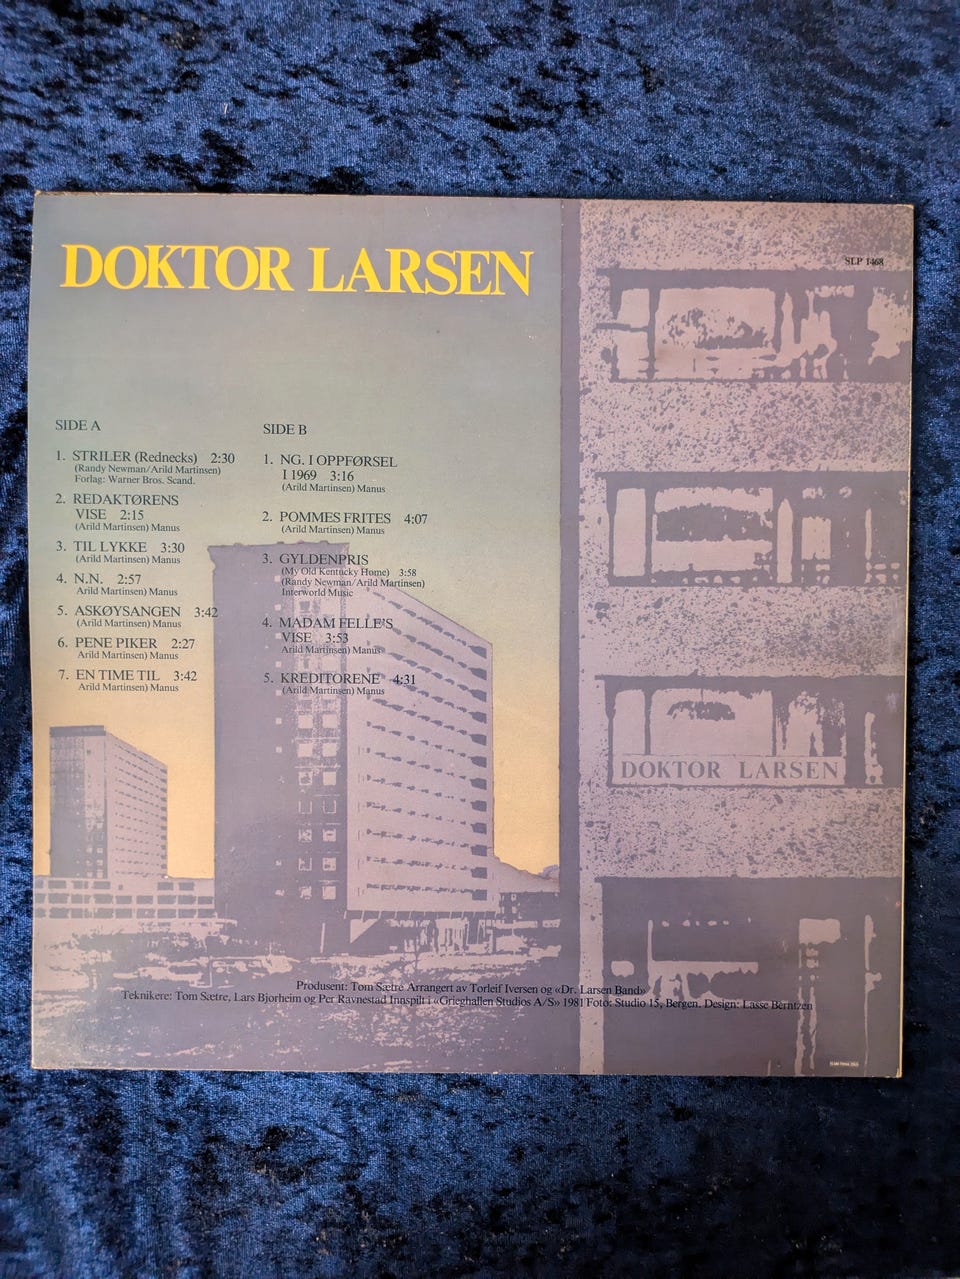 DOKTOR LARSEN
SLP 1468
SIDE A
1. STRILER (Rednecks) 2:30
(Randy Newman/Arild Martinsen)
Forlag: Warner Bros. Scand.
2. REDAKTØRENS
VISE 2:15
(Arild Martinsen) Manus
3. TIL LYKKE 3:30
(Arild Martinsen) Manus
4. N.N. 2:57
Arild Martinsen) Manus
5. ASKØYSANGEN 3:42
(Arild Martinsen) Manus
6. PENE PIKER 2:27
Arild Martinsen) Manus
7. EN TIME TIL 3:42
Arild Martinsen) Manus
SIDE B
1. NG. I OPPFØRSEL
I 1969 3:16
(Arild Martinsen) Manus
2. POMMES FRITES 4:07
(Arild Martinsen) Manus
3. GYLDENPRIS
(My Old Kentucky Home) 3:58
(Randy Newman/Arild Martinsen)
Interworld Music
4. MADAM FELLE'S
VISE 3:53
Arild Martinsen) Manus
5. KREDITORENE 4:31
(Arild Martinsen) Manus
DOKTOR LARSEN
Produsent: Tom Sætre Arrangert av Torleif Iversen og «Dr. Larsen Band»
Teknikere: Tom Sætre, Lars Bjorheim og Per Ravnestad Innspilt i «Grieghallen Studios A/S» 1981 Foto: Studio 15, Bergen. Design: Lasse Berntzen